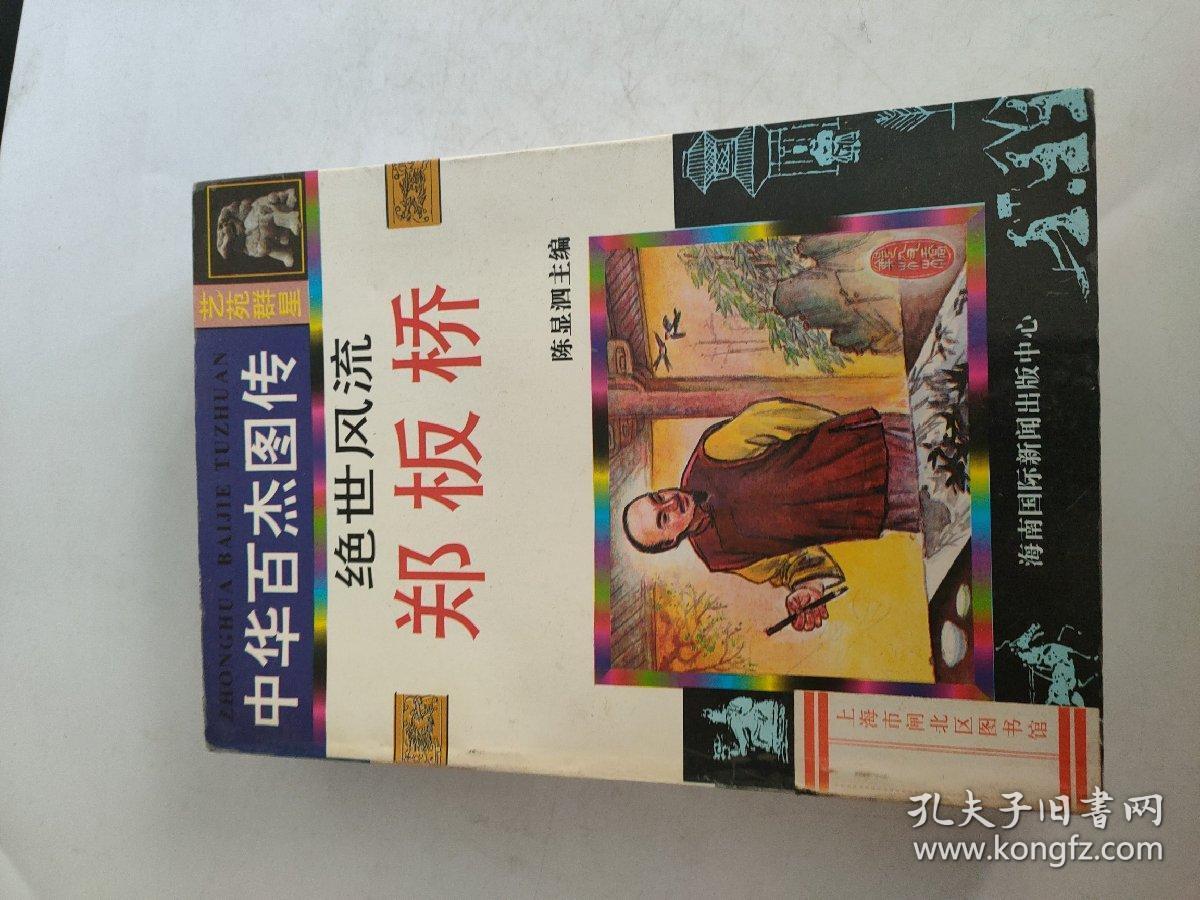 ZHONGHUA BAIJIE TUZHUAN
中华百杰图传
艺苑群星
绝世风流
郑板桥
陈显泗主编
海南国际新闻出版中心
上海市闸北区图书馆
孔夫子旧书网
www.kongfz.com